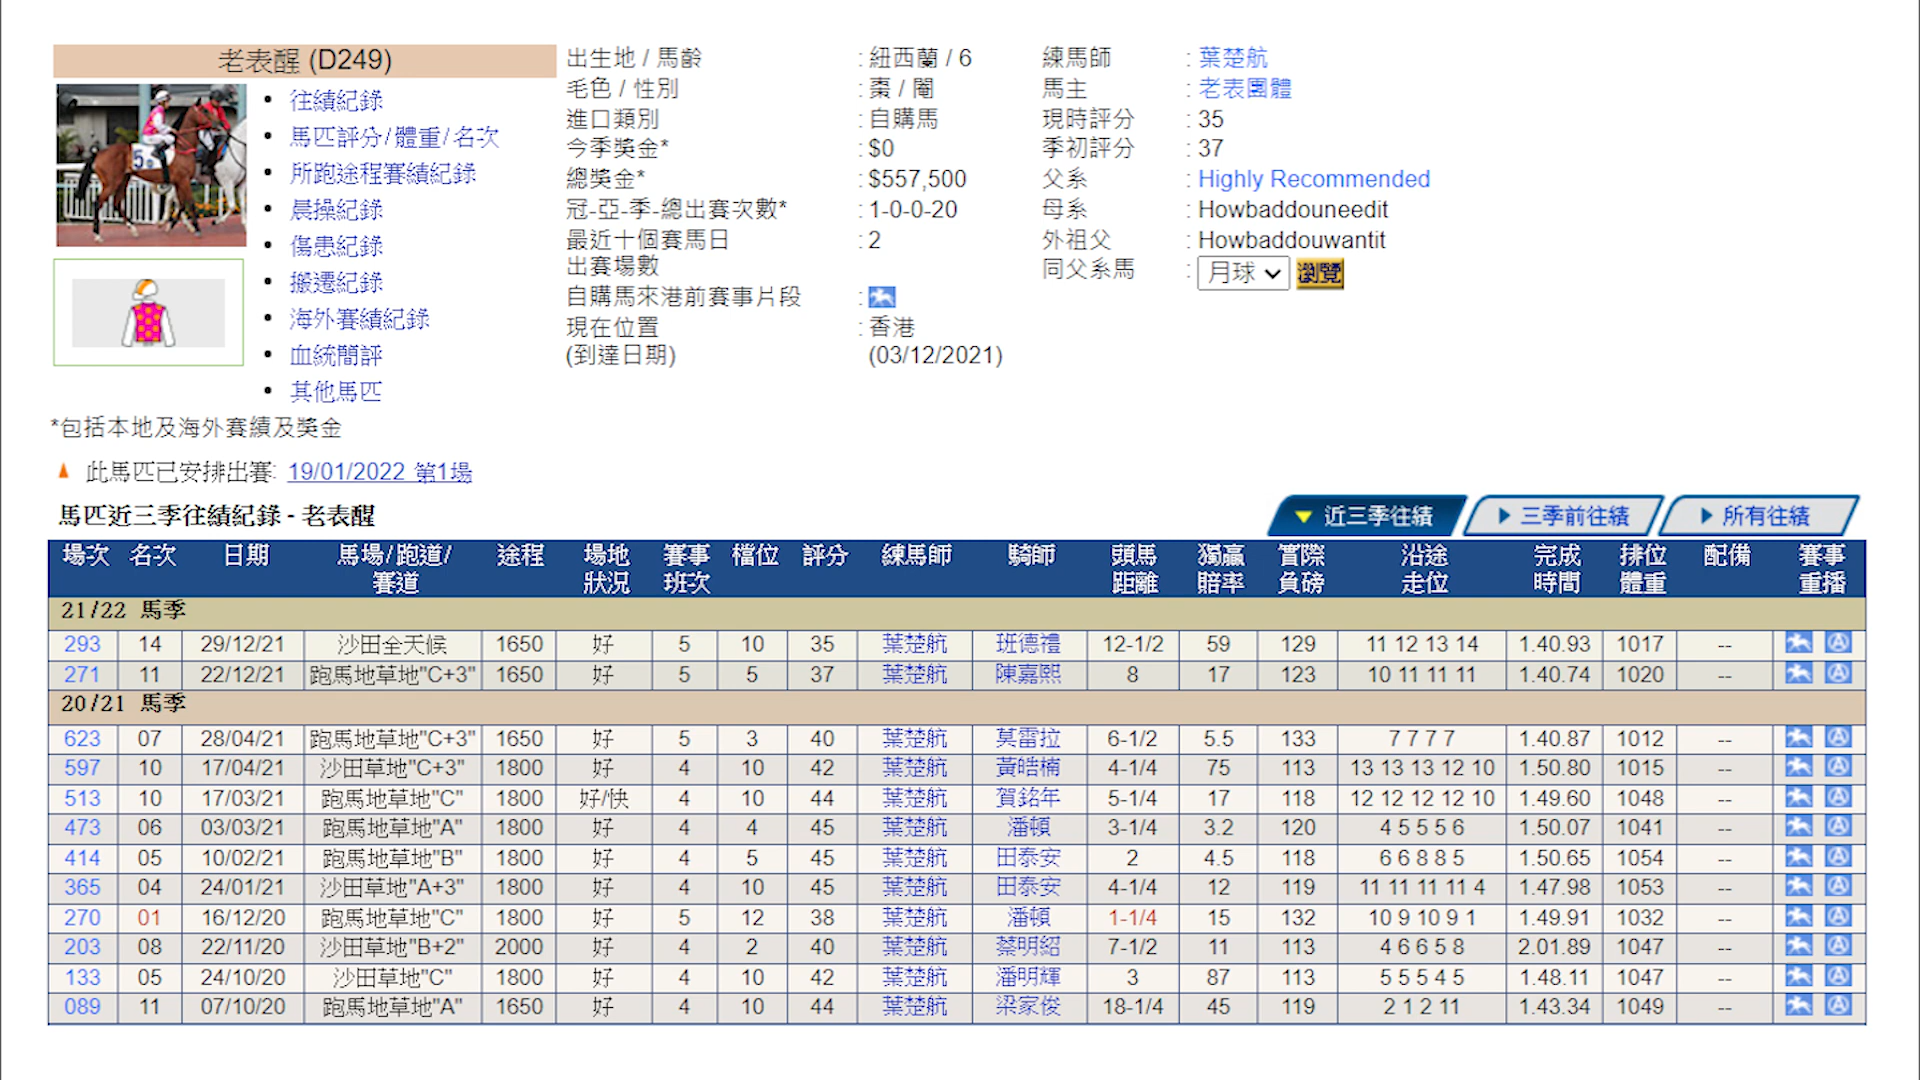 老表醒 (D249)
往績紀錄
馬匹評分/體重/名次
所跑途程賽績紀錄
晨操紀錄
傷患紀錄
搬遷紀錄
海外賽績紀錄
血統簡評
其他馬匹
出生地 / 馬齡 : 紐西蘭 / 6
毛色 / 性別 : 棗 / 閹
進口類別 : 自購馬
今季獎金* : $0
總獎金* : $557,500
冠-亞-季-總出賽次數* : 1-0-0-20
最近十個賽馬日 : 2
出賽場數
自購馬來港前賽事片段 :
現在位置 : 香港
(到達日期) (03/12/2021)
練馬師 : 葉楚航
馬主 : 老表團體
現時評分 : 35
季初評分 : 37
父系 : Highly Recommended
母系 : Howbaddouneedit
外祖父 : Howbaddouwantit
同父系馬 : 月球 瀏覽
*包括本地及海外賽績及獎金
此馬匹已安排出賽: 19/01/2022 第1場
馬匹近三季往績紀錄 - 老表醒
近三季往績 三季前往績 所有往績
場次 名次 日期 馬場/跑道/賽道 途程 場地狀況 賽事班次 檔位 評分 練馬師 騎師 頭馬距離 獨贏賠率 實際負磅 沿途走位 完成時間 排位體重 配備 賽事重播
21/22 馬季
293 14 29/12/21 沙田全天候 1650 好 5 10 35 葉楚航 班德禮 12-1/2 59 129 11 12 13 14 1.40.93 1017 --
271 11 22/12/21 跑馬地草地"C+3" 1650 好 5 5 37 葉楚航 陳嘉熙 8 17 123 10 11 11 11 1.40.74 1020 --
20/21 馬季
623 07 28/04/21 跑馬地草地"C+3" 1650 好 5 3 40 葉楚航 莫雷拉 6-1/2 5.5 133 7 7 7 7 1.40.87 1012 --
597 10 17/04/21 沙田草地"C+3" 1800 好 4 10 42 葉楚航 黃皓楠 4-1/4 75 113 13 13 13 12 10 1.50.80 1015 --
513 10 17/03/21 跑馬地草地"C" 1800 好/快 4 10 44 葉楚航 賀銘年 5-1/4 17 118 12 12 12 12 10 1.49.60 1048 --
473 06 03/03/21 跑馬地草地"A" 1800 好 4 4 45 葉楚航 潘頓 3-1/4 3.2 120 4 5 5 5 6 1.50.07 1041 --
414 05 10/02/21 跑馬地草地"B" 1800 好 4 5 45 葉楚航 田泰安 2 4.5 118 6 6 8 8 5 1.50.65 1054 --
365 04 24/01/21 沙田草地"A+3" 1800 好 4 10 45 葉楚航 田泰安 4-1/4 12 119 11 11 11 11 4 1.47.98 1053 --
270 01 16/12/20 跑馬地草地"C" 1800 好 5 12 38 葉楚航 潘頓 1-1/4 15 132 10 9 10 9 1 1.49.91 1032 --
203 08 22/11/20 沙田草地"B+2" 2000 好 4 2 40 葉楚航 蔡明紹 7-1/2 11 113 4 6 6 5 8 2.01.89 1047 --
133 05 24/10/20 沙田草地"C" 1800 好 4 10 42 葉楚航 潘明輝 3 87 113 5 5 5 4 5 1.48.11 1047 --
089 11 07/10/20 跑馬地草地"A" 1650 好 4 10 44 葉楚航 梁家俊 18-1/4 45 119 2 1 2 11 1.43.34 1049 --